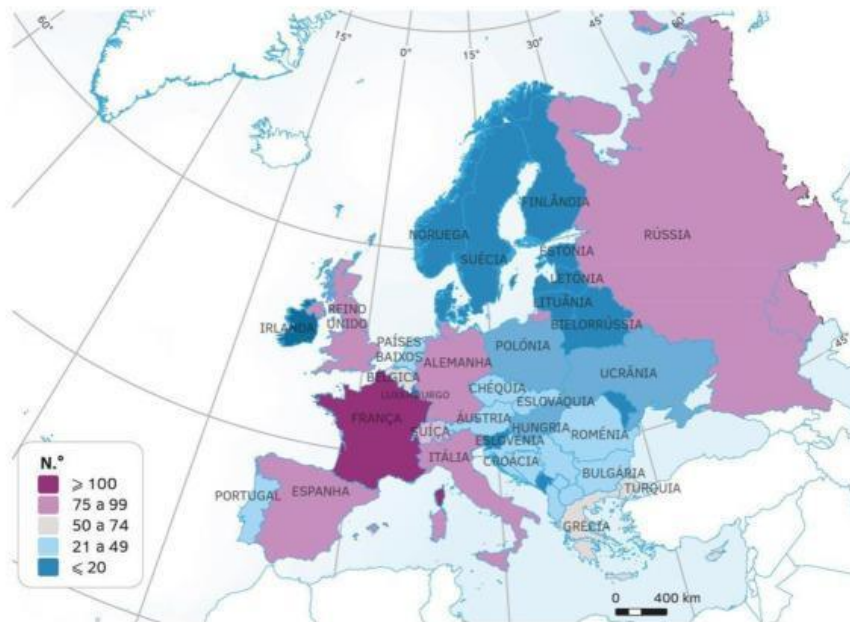 60°
15°
0°
15°
30°
45°
60°
FINLÂNDIA
NORUEGA
RÚSSIA
SUÉCIA
ESTÓNIA
LETÓNIA
LITUÂNIA
IRLANDA
REINO
UNIDO
BIELORRÚSSIA
PAÍSES
BAIXOS
POLÓNIA
ALEMANHA
45°
BÉLGICA
UCRÂNIA
CHÉQUIA
LUXEMBURGO
ESLOVÁQUIA
FRANÇA
ÁUSTRIA
HUNGRIA
SUÍÇA
ROMÉNIA
ESLOVÉNIA
ITÁLIA
CROÁCIA
BULGÁRIA
PORTUGAL
ESPANHA
TURQUIA
GRÉCIA
N.°
⩾ 100
75 a 99
50 a 74
21 a 49
⩽ 20
0 400 km